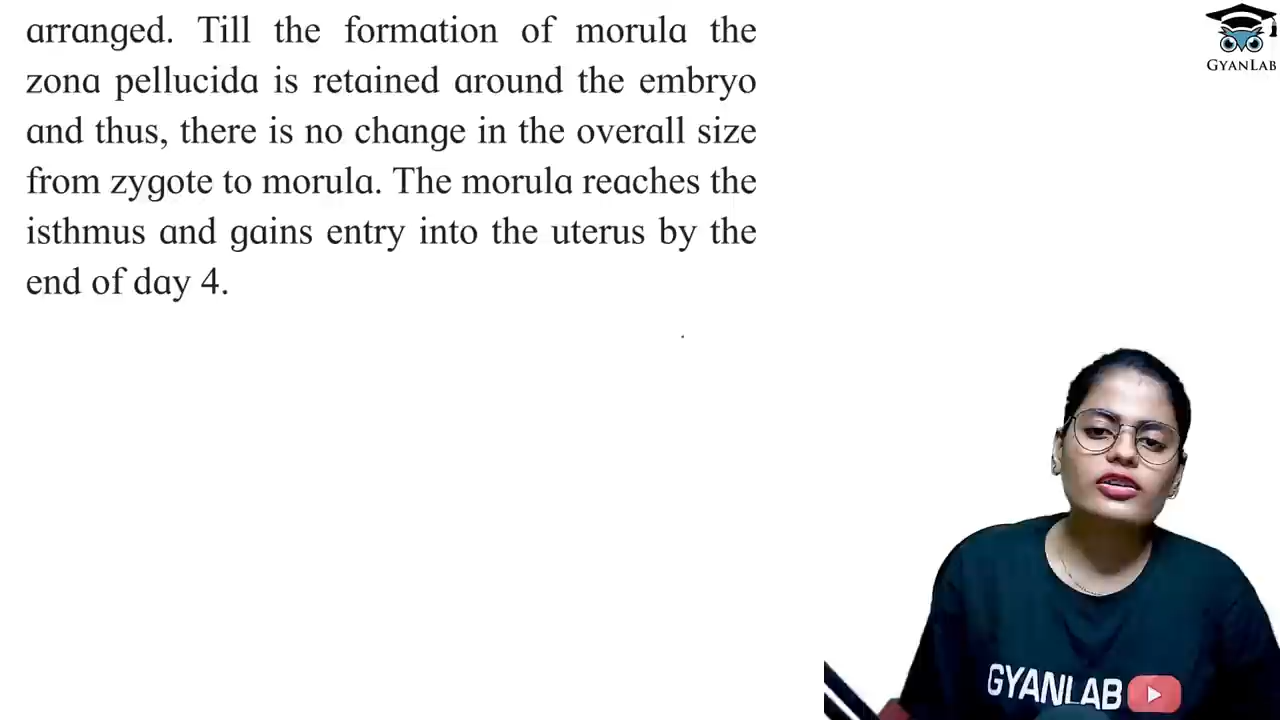 arranged. Till the formation of morula the
zona pellucida is retained around the embryo
and thus, there is no change in the overall size
from zygote to morula. The morula reaches the
isthmus and gains entry into the uterus by the
end of day 4.
GYANLAB
GYANLAB